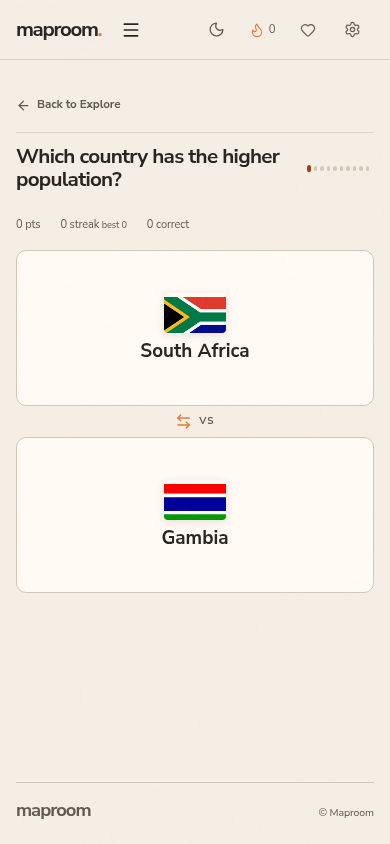 maproom.
0
Back to Explore
Which country has the higher
population?
0 pts
0 streak best 0
0 correct
South Africa
VS
Gambia
maproom
© Maproom